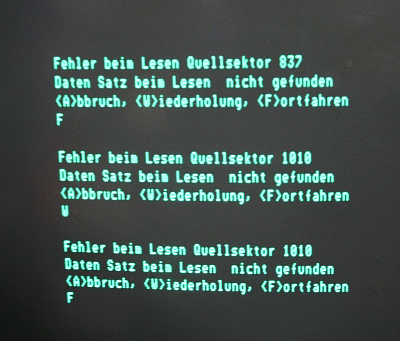 Fehler beim Lesen Quellsektor 837
Daten Satz beim Lesen nicht gefunden
<A>bbruch, <W>iederholung, <F>ortfahren
F
Fehler beim Lesen Quellsektor 1010
Daten Satz beim Lesen nicht gefunden
<A>bbruch, <W>iederholung, <F>ortfahren
W
Fehler beim Lesen Quellsektor 1010
Daten Satz beim Lesen nicht gefunden
<A>bbruch, <W>iederholung, <F>ortfahren
F